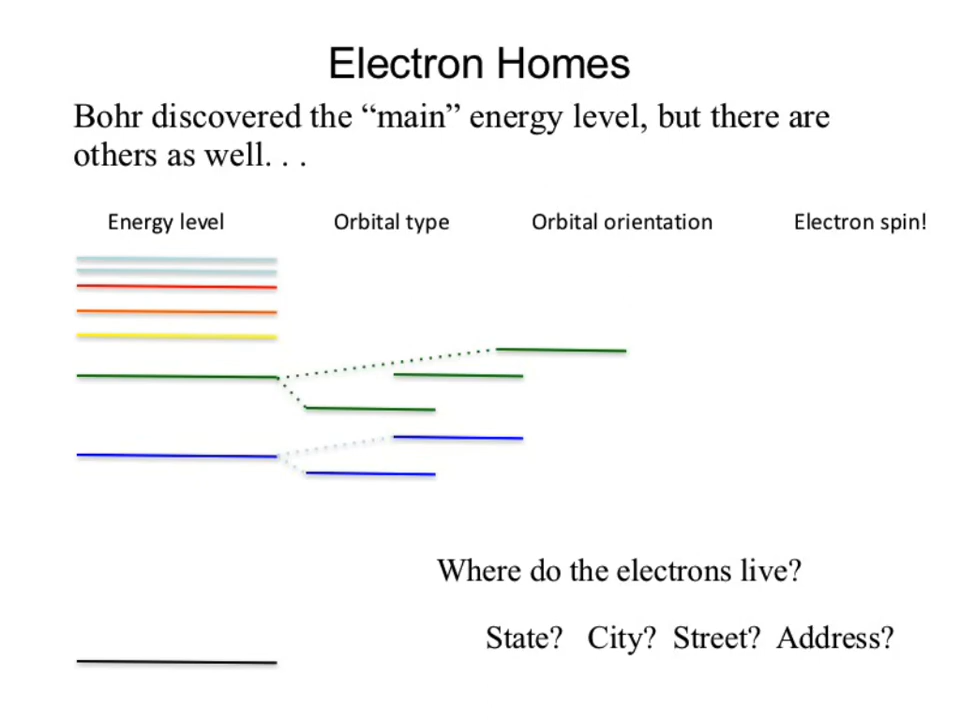 Electron Homes
Bohr discovered the “main” energy level, but there are
others as well. . .
Energy level Orbital type Orbital orientation Electron spin!
Where do the electrons live?
State? City? Street? Address?